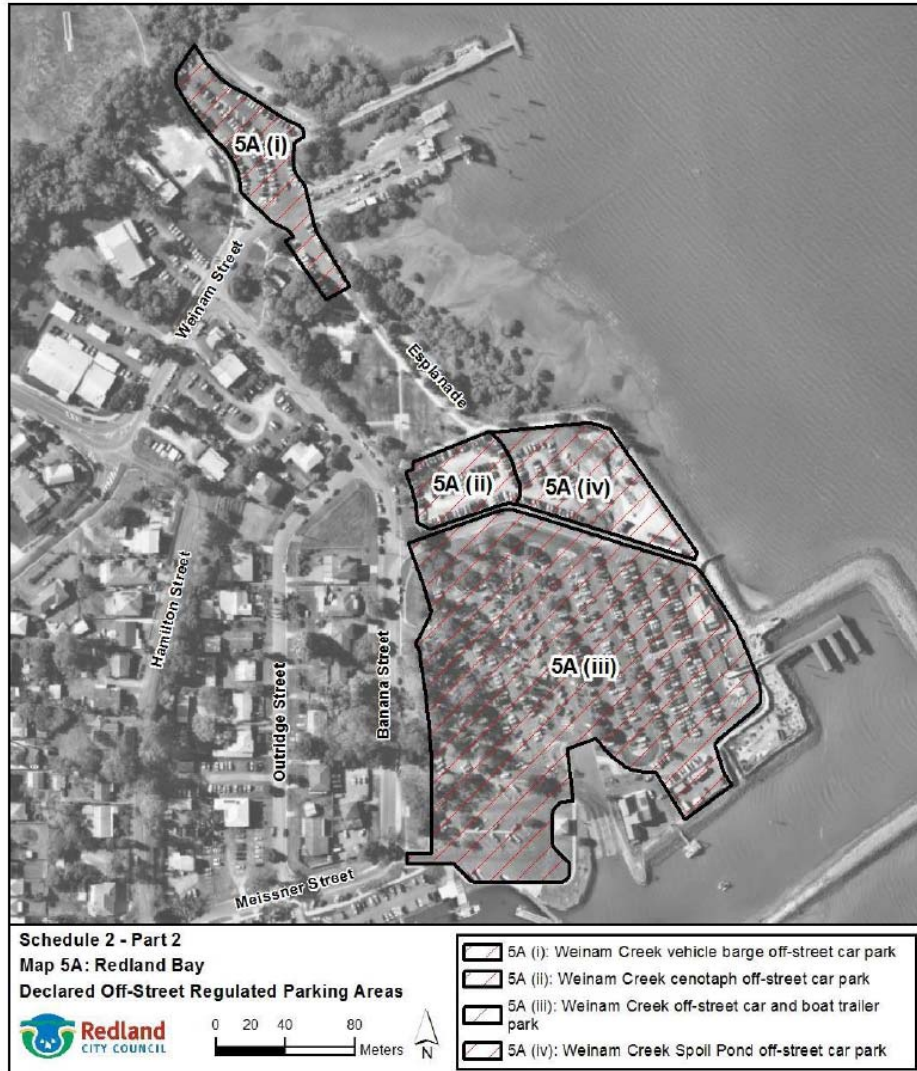 5A (i)
Weinam Street
Esplanade
5A (ii)
5A (iv)
Hamilton Street
5A (iii)
Outridge Street
Banana Street
Meissner Street
Schedule 2 - Part 2
Map 5A: Redland Bay
Declared Off-Street Regulated Parking Areas
Redland
CITY COUNCIL
0 20 40 80
Meters
N
5A (i): Weinam Creek vehicle barge off-street car park
5A (ii): Weinam Creek cenotaph off-street car park
5A (iii): Weinam Creek off-street car and boat trailer
park
5A (iv): Weinam Creek Spoil Pond off-street car park